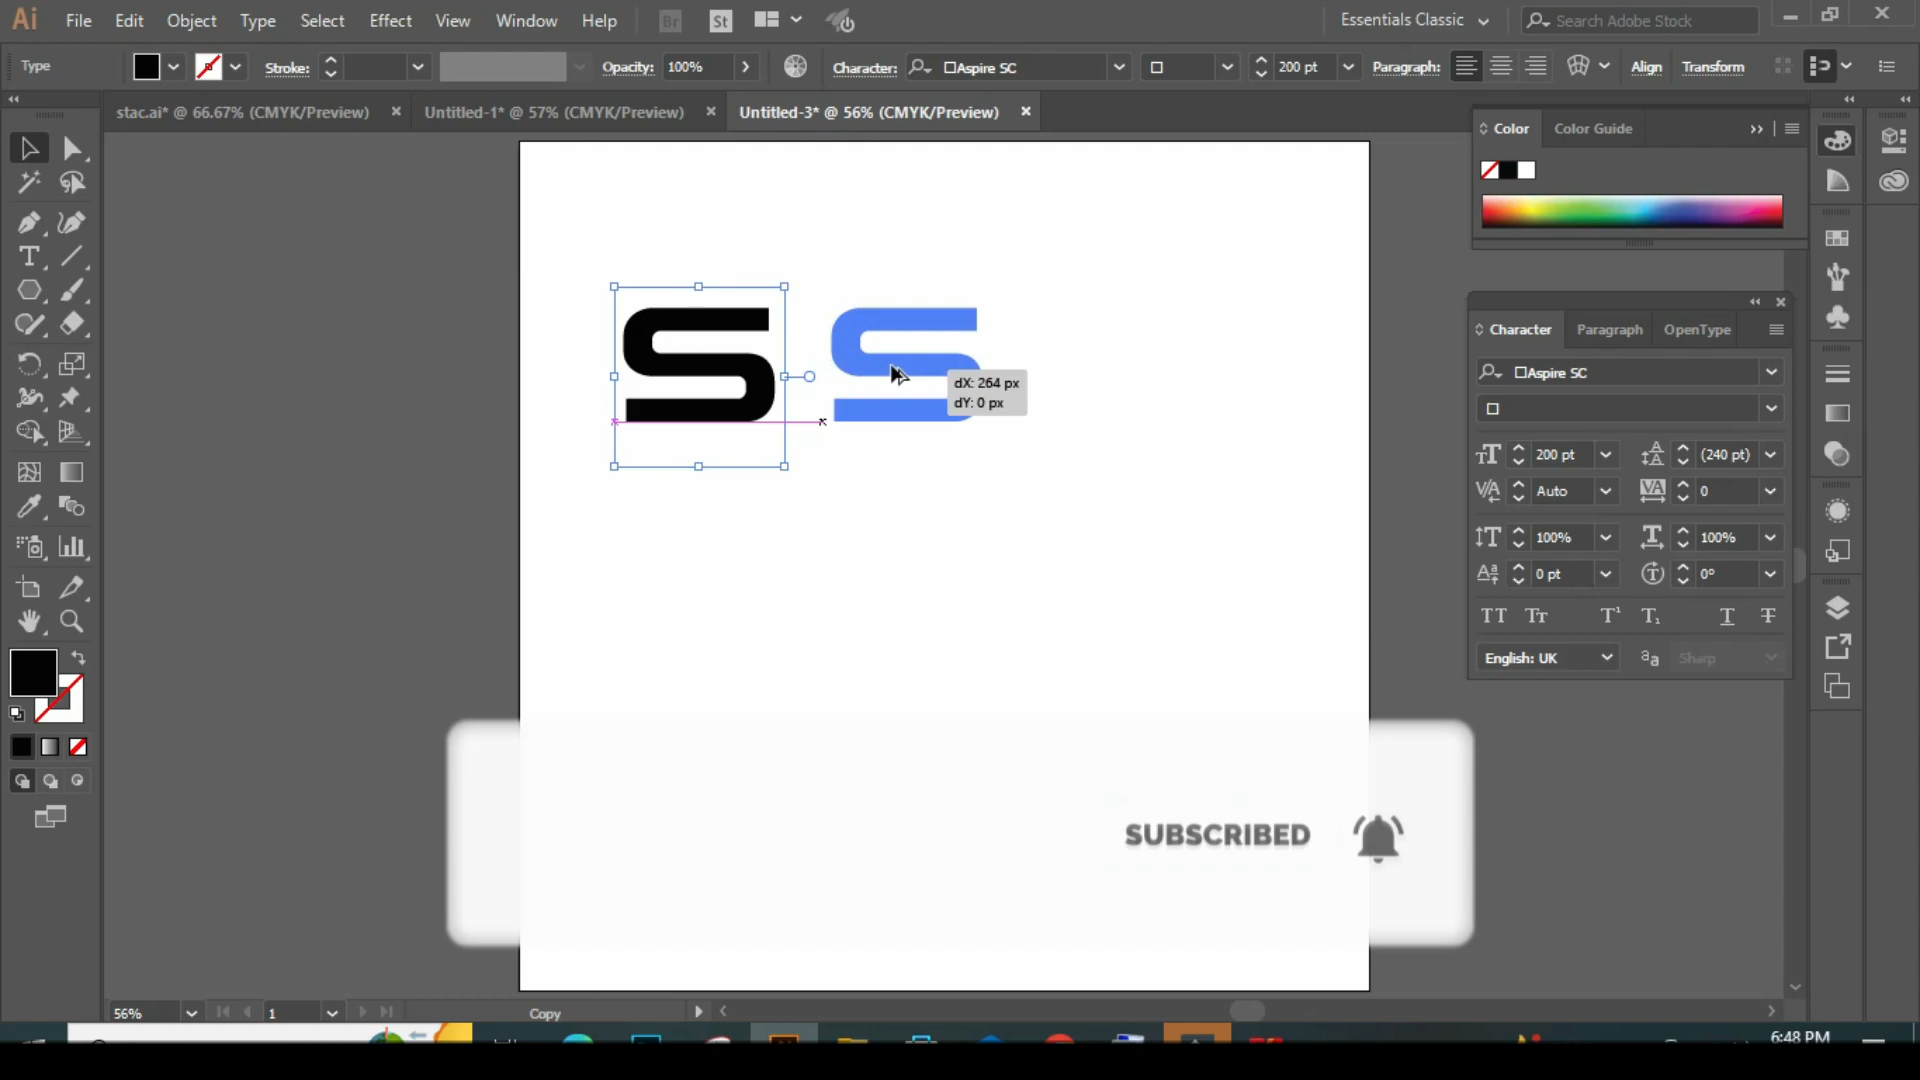 Ai File Edit Object Type Select Effect View Window Help Br St Essentials Classic Search Adobe Stock
Type Stroke: Opacity: 100% Character: Aspire SC 200 pt Paragraph: Align Transform
stac.ai* @ 66.67% (CMYK/Preview) Untitled-1* @ 57% (CMYK/Preview) Untitled-3* @ 56% (CMYK/Preview)
Color Color Guide
S S
dX: 264 px
dY: 0 px
Character Paragraph OpenType
Aspire SC
200 pt (240 pt)
Auto 0
100% 100%
0 pt 0°
English: UK Sharp
SUBSCRIBED
56% 1 Copy
6:48 PM